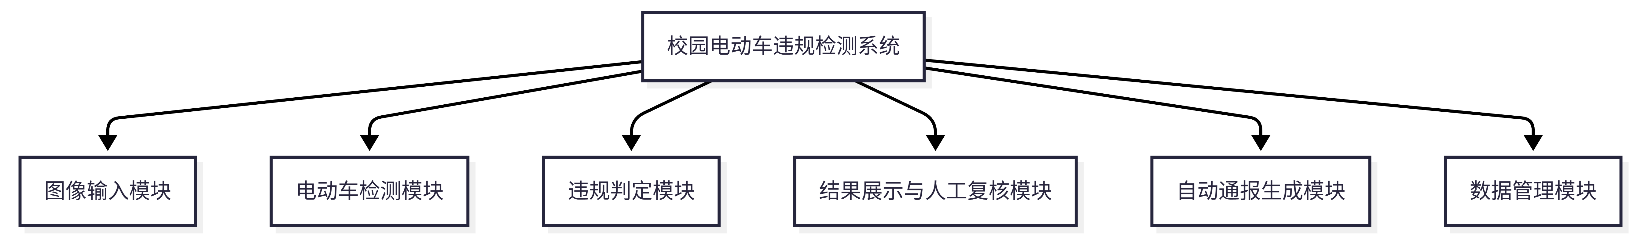 校园电动车违规检测系统
图像输入模块
电动车检测模块
违规判定模块
结果展示与人工复核模块
自动通报生成模块
数据管理模块